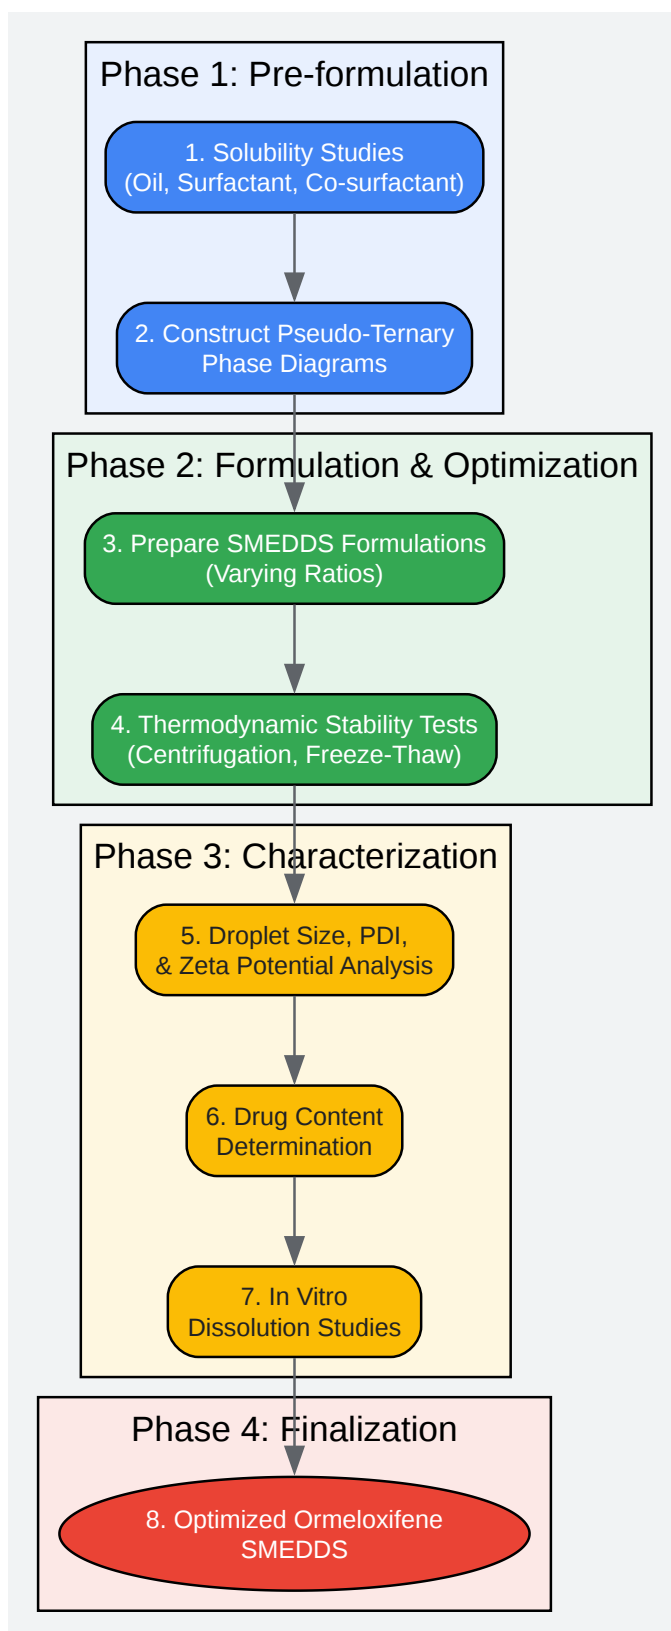 Phase 1: Pre-formulation
1. Solubility Studies
(Oil, Surfactant, Co-surfactant)
2. Construct Pseudo-Ternary
Phase Diagrams
Phase 2: Formulation & Optimization
3. Prepare SMEDDS Formulations
(Varying Ratios)
4. Thermodynamic Stability Tests
(Centrifugation, Freeze-Thaw)
Phase 3: Characterization
5. Droplet Size, PDI,
& Zeta Potential Analysis
6. Drug Content
Determination
7. In Vitro
Dissolution Studies
Phase 4: Finalization
8. Optimized Ormeloxifene
SMEDDS